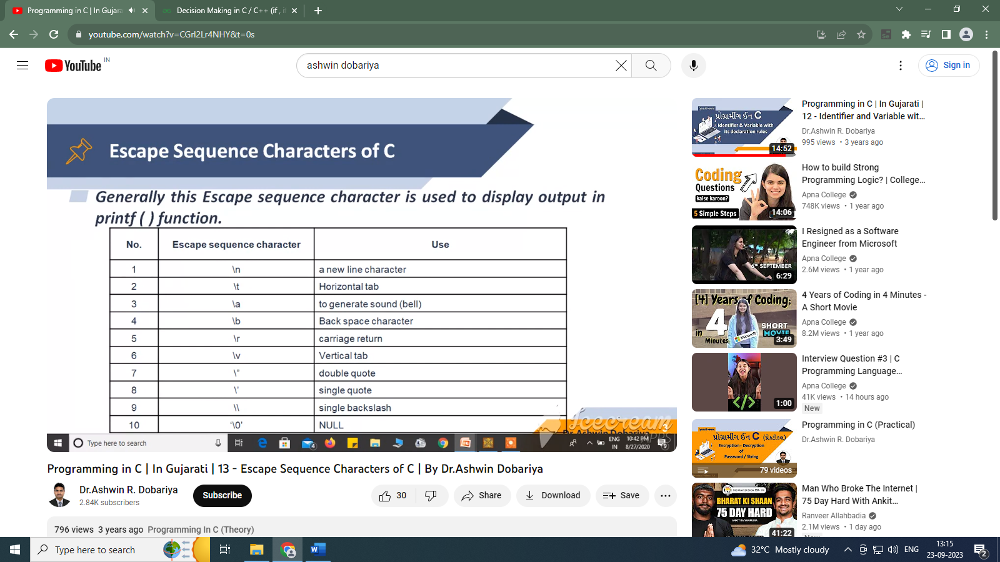 Programming in C | In Gujara
Decision Making in C / C++ (if , i
youtube.com/watch?v=CGrI2Lr4NHY&t=0s
YouTube IN
ashwin dobariya
Sign in
Escape Sequence Characters of C
Generally this Escape sequence character is used to display output in
printf ( ) function.
No. Escape sequence character Use
1 \n a new line character
2 \t Horizontal tab
3 \a to generate sound (bell)
4 \b Back space character
5 \r carriage return
6 \v Vertical tab
7 \” double quote
8 \’ single quote
9 \\ single backslash
10 ‘\0’ NULL
Icecream
APPS
Dr.Ashwin Dobariya
Type here to search
4
ENG
IN
10:42 PM
8/27/2020
9
Programming in C | In Gujarati | 13 - Escape Sequence Characters of C | By Dr.Ashwin Dobariya
Dr.Ashwin R. Dobariya
2.84K subscribers
Subscribe
30
Share
Download
Save
796 views 3 years ago Programming In C (Theory)
પ્રોગ્રામીંગ ઈન C
Identifier & Variable with
its declaration rules
14:52
Programming in C | In Gujarati |
12 - Identifier and Variable wit...
Dr.Ashwin R. Dobariya
995 views • 3 years ago
Coding
Questions
kaise karoon?
5 Simple Steps
14:06
How to build Strong
Programming Logic? | College...
Apna College
748K views • 1 year ago
6TH SEPTEMBER
6:29
I Resigned as a Software
Engineer from Microsoft
Apna College
2.6M views • 1 year ago
[4] Years of Coding;
4
in
Minutes;
Microsoft
SHORT
MOVIE
3:49
4 Years of Coding in 4 Minutes -
A Short Movie
Apna College
8.2M views • 1 year ago
</>
1:00
Interview Question #3 | C
Programming Language...
Apna College
41K views • 14 hours ago
New
પ્રોગ્રામીંગ ઈન C (પ્રેકટીકલ)
Encryption - Decryption
of
Password / String
79 videos
Programming in C (Practical)
Dr.Ashwin R. Dobariya
THE RANVEER SHOW
BHARAT KI SHAAN
75 DAY HARD
ANKIT BAIYANPURIA
41:22
Man Who Broke The Internet |
75 Day Hard With Ankit...
Ranveer Allahbadia
2.1M views • 1 day ago
New
Type here to search
32°C Mostly cloudy
ENG
13:15
23-09-2023
2